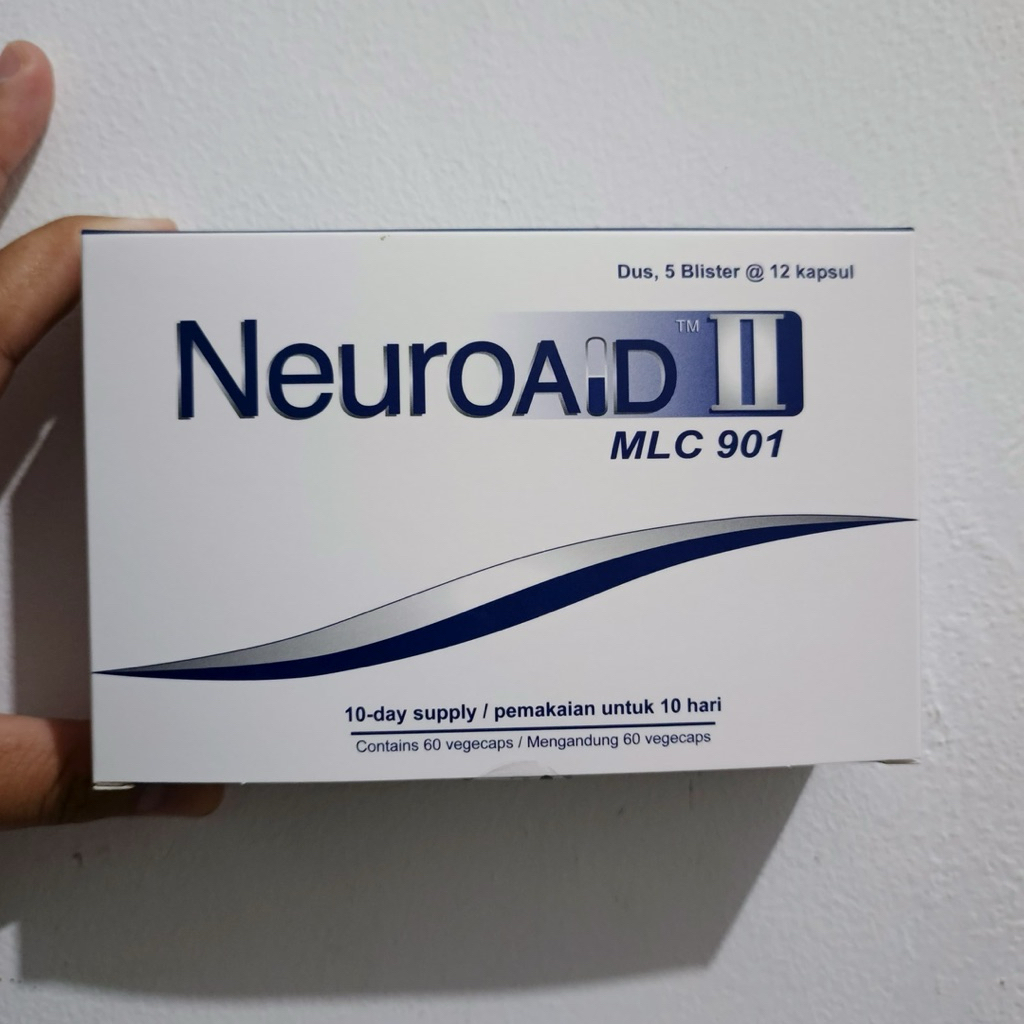 Dus, 5 Blister @ 12 kapsul
NeuroAiD™ II
MLC 901
10-day supply / pemakaian untuk 10 hari
Contains 60 vegecaps / Mengandung 60 vegecaps